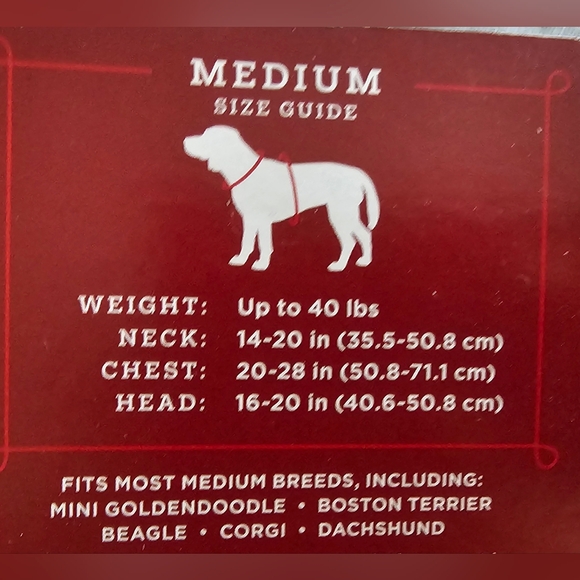 MEDIUM
SIZE GUIDE
WEIGHT: Up to 40 lbs
NECK: 14-20 in (35.5-50.8 cm)
CHEST: 20-28 in (50.8-71.1 cm)
HEAD: 16-20 in (40.6-50.8 cm)
FITS MOST MEDIUM BREEDS, INCLUDING:
MINI GOLDENDOODLE • BOSTON TERRIER
BEAGLE • CORGI • DACHSHUND